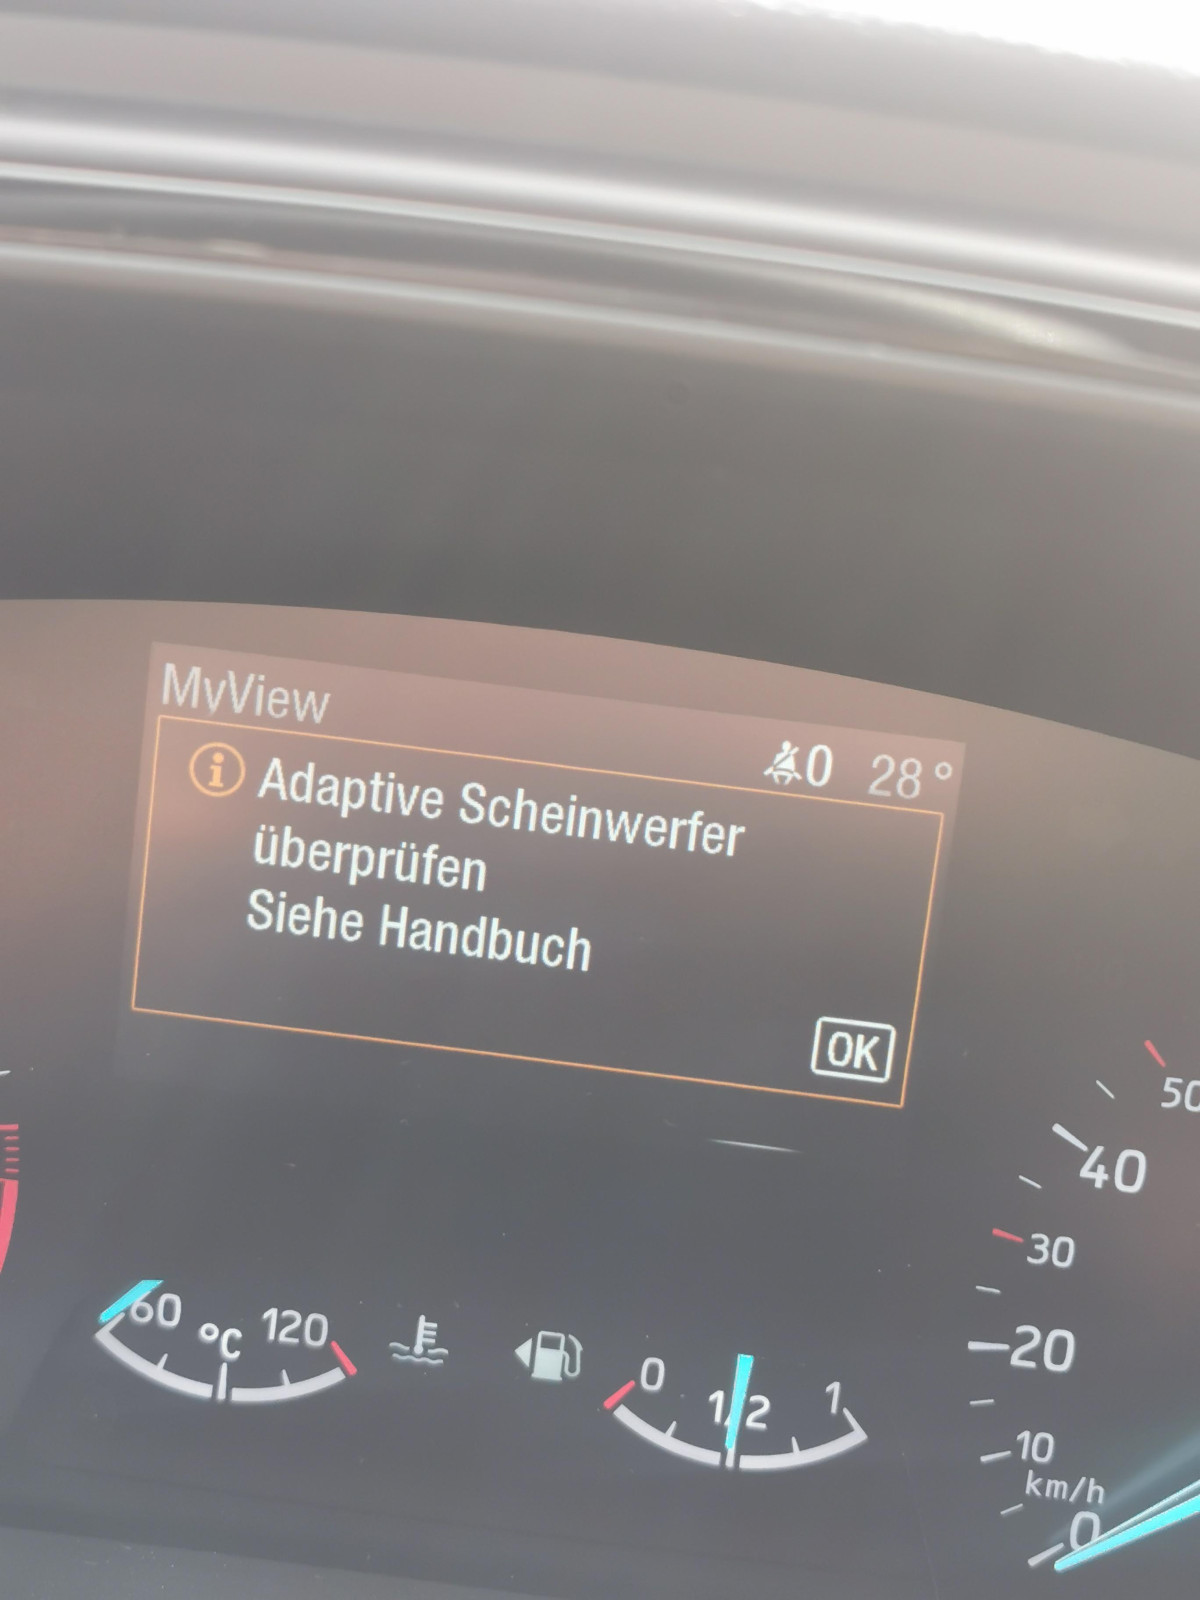 MyView
0 28°
Adaptive Scheinwerfer
überprüfen
Siehe Handbuch
OK
50
40
30
20
10
km/h
0
60 °C 120
0 1/2 1